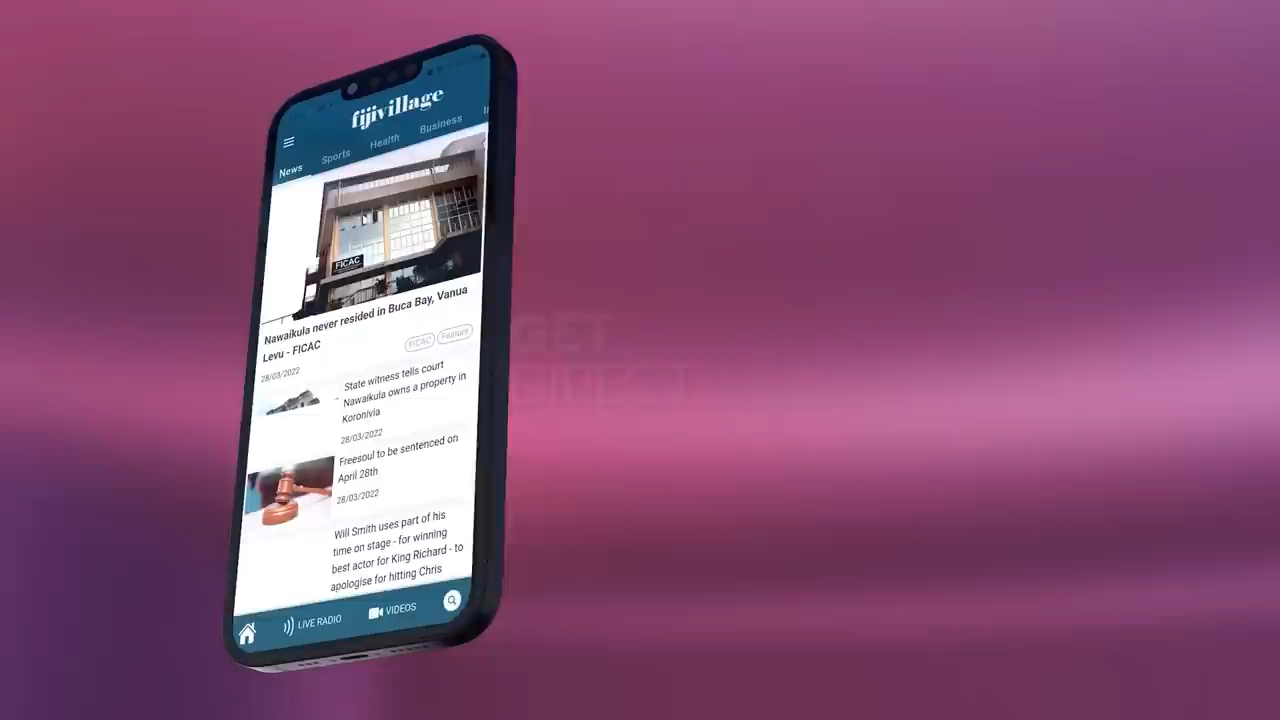 fijivillage
News Sports Health Business
FICAC
Nawaikula never resided in Buca Bay, Vanua
Levu - FICAC
FICAC Feature
28/03/2022
State witness tells court
Nawaikula owns a property in
Koronivia
28/03/2022
Freesoul to be sentenced on
April 28th
28/03/2022
Will Smith uses part of his
time on stage - for winning
best actor for King Richard - to
apologise for hitting Chris
LIVE RADIO VIDEOS
GET
DIRECT